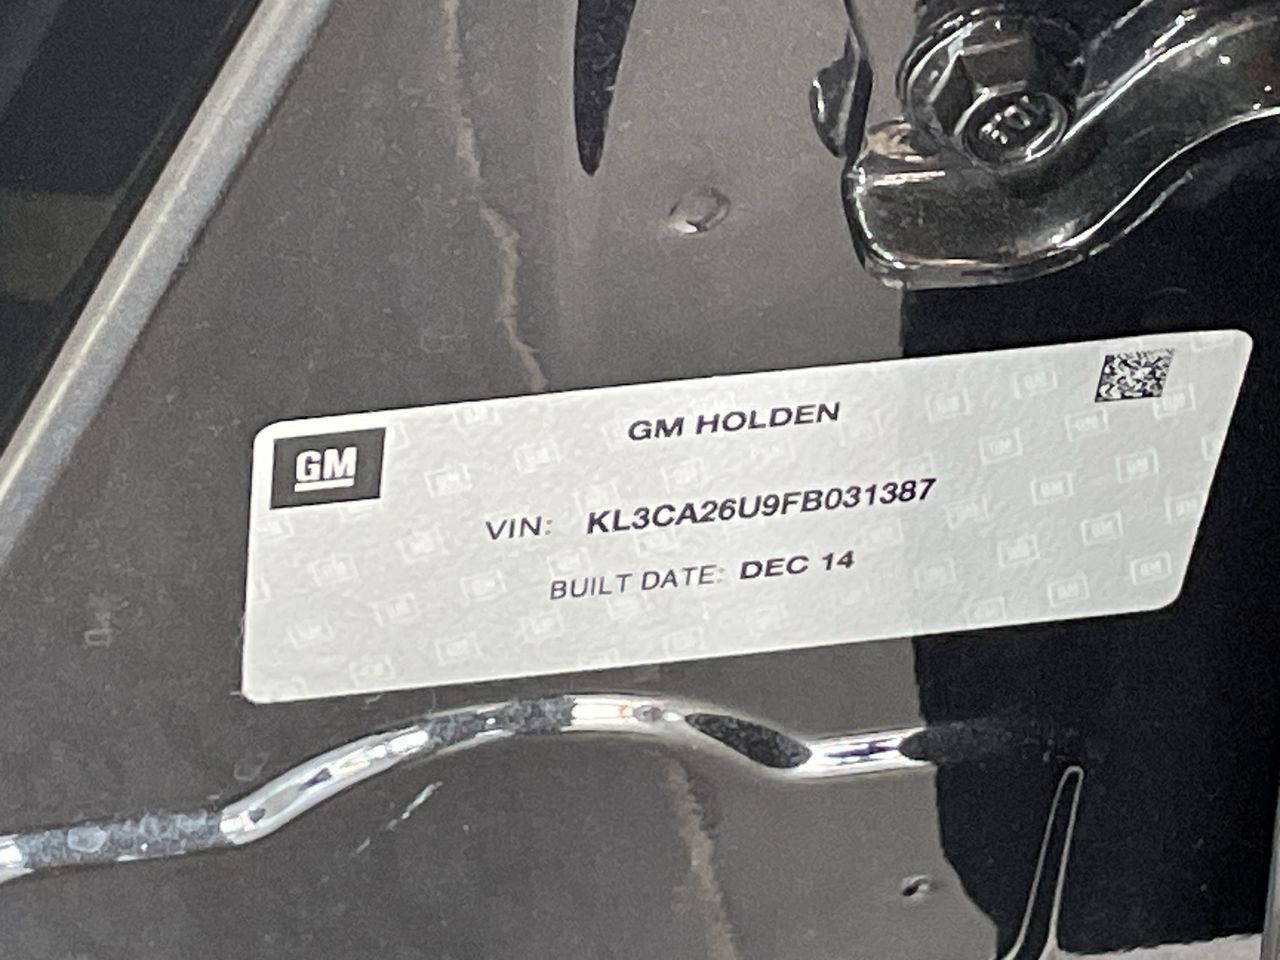 GM
GM HOLDEN
VIN: KL3CA26U9FB031387
BUILT DATE: DEC 14